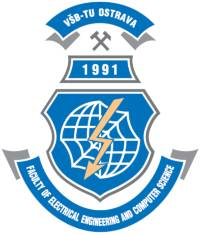 VŠB-TU OSTRAVA
1991
FACULTY OF ELECTRICAL ENGINEERING AND COMPUTER SCIENCE